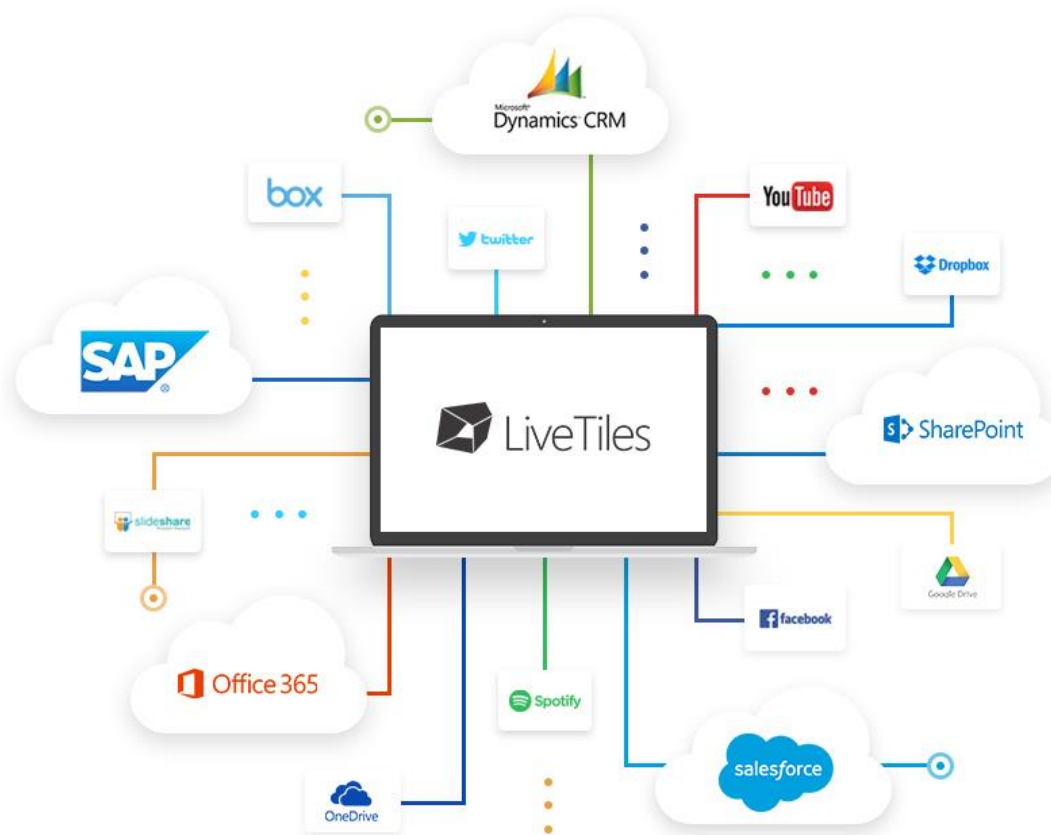 Microsoft®
Dynamics CRM
box
twitter
YouTube
Dropbox
SAP
®
LiveTiles
S
SharePoint
slideshare
Google Drive
f facebook
Office 365
Spotify
salesforce
OneDrive